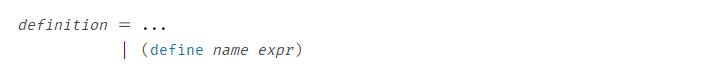 definition = ...
| (define name expr)